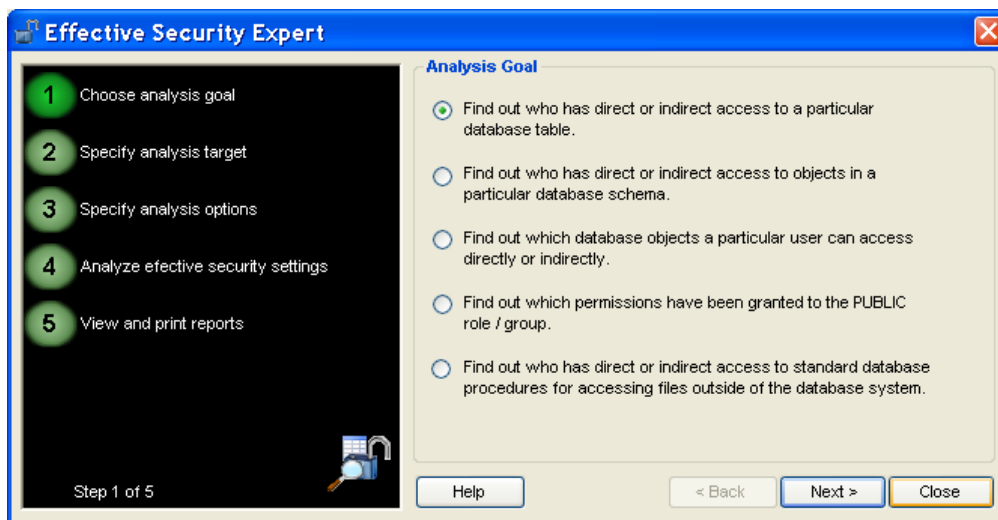 Effective Security Expert
1 Choose analysis goal
2 Specify analysis target
3 Specify analysis options
4 Analyze efective security settings
5 View and print reports
Step 1 of 5
Analysis Goal
Find out who has direct or indirect access to a particular
database table.
Find out who has direct or indirect access to objects in a
particular database schema.
Find out which database objects a particular user can access
directly or indirectly.
Find out which permissions have been granted to the PUBLIC
role / group.
Find out who has direct or indirect access to standard database
procedures for accessing files outside of the database system.
Help
< Back
Next >
Close